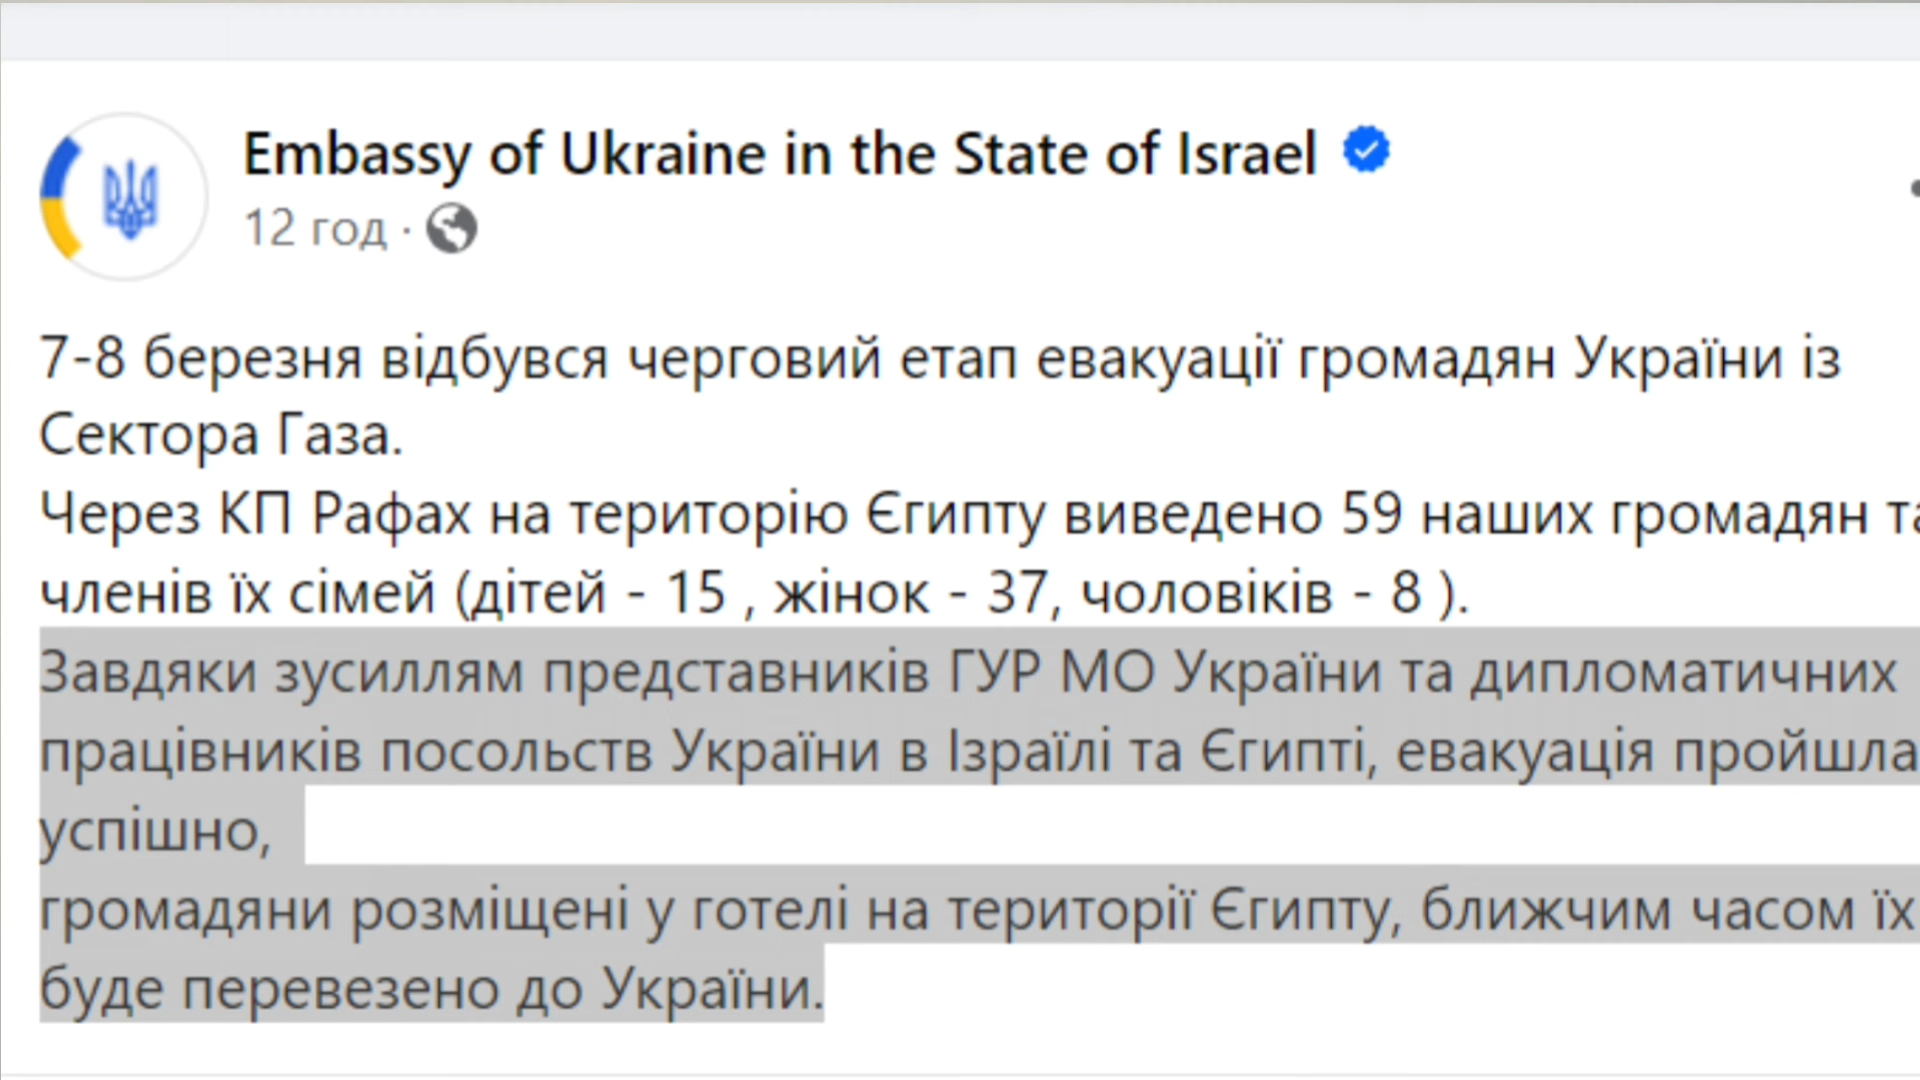 Embassy of Ukraine in the State of Israel
12 год ·
7-8 березня відбувся черговий етап евакуації громадян України із
Сектора Газа.
Через КП Рафах на територію Єгипту виведено 59 наших громадян та
членів їх сімей (дітей - 15 , жінок - 37, чоловіків - 8 ).
Завдяки зусиллям представників ГУР МО України та дипломатичних
працівників посольств України в Ізраїлі та Єгипті, евакуація пройшла
успішно,
громадяни розміщені у готелі на території Єгипту, ближчим часом їх
буде перевезено до України.